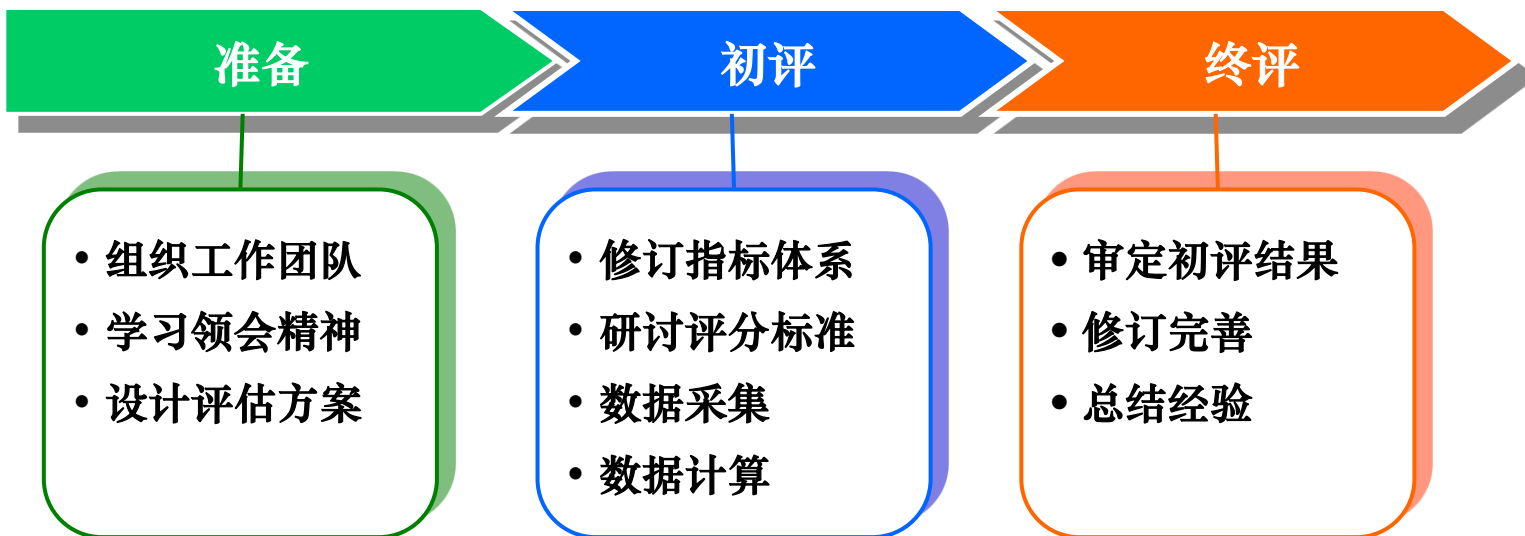 准备
初评
终评
• 组织工作团队
• 学习领会精神
• 设计评估方案
• 修订指标体系
• 研讨评分标准
• 数据采集
• 数据计算
• 审定初评结果
• 修订完善
• 总结经验